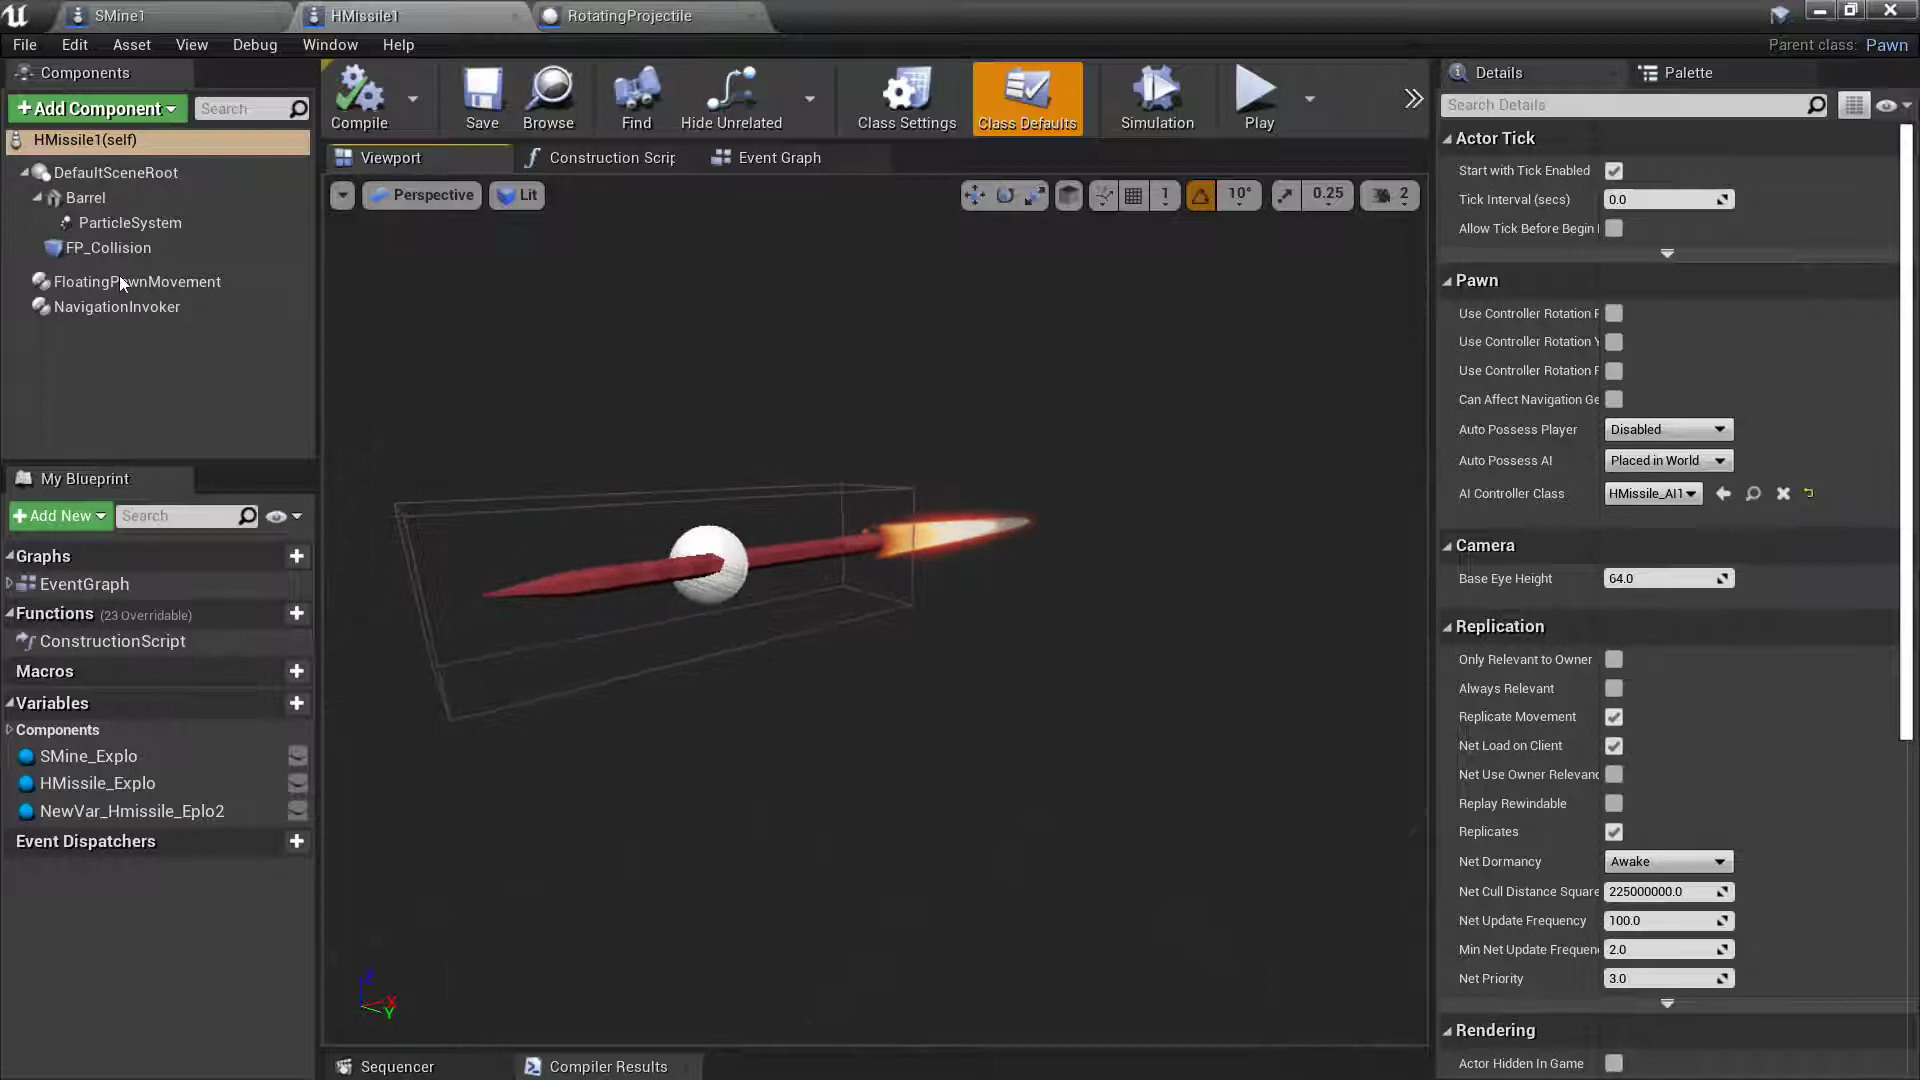 SMine1
HMissile1
RotatingProjectile
File
Edit
Asset
View
Debug
Window
Help
Parent class: Pawn
Components
Add Component
Search
HMissile1(self)
DefaultSceneRoot
Barrel
ParticleSystem
FP_Collision
FloatingPawnMovement
NavigationInvoker
My Blueprint
Add New
Search
Graphs
EventGraph
Functions (23 Overridable)
ConstructionScript
Macros
Variables
Components
SMine_Explo
HMissile_Explo
NewVar_Hmissile_Eplo2
Event Dispatchers
Compile
Save
Browse
Find
Hide Unrelated
Class Settings
Class Defaults
Simulation
Play
Viewport
Construction Scrip
Event Graph
Perspective
Lit
1
10°
0.25
2
Z
X
Y
Sequencer
Compiler Results
Details
Palette
Search Details
Actor Tick
Start with Tick Enabled
Tick Interval (secs) 0.0
Allow Tick Before Begin
Pawn
Use Controller Rotation P
Use Controller Rotation Y
Use Controller Rotation R
Can Affect Navigation Ge
Auto Possess Player Disabled
Auto Possess AI Placed in World
AI Controller Class HMissile_AI1
Camera
Base Eye Height 64.0
Replication
Only Relevant to Owner
Always Relevant
Replicate Movement
Net Load on Client
Net Use Owner Relevanc
Replay Rewindable
Replicates
Net Dormancy Awake
Net Cull Distance Square 225000000.0
Net Update Frequency 100.0
Min Net Update Frequen 2.0
Net Priority 3.0
Rendering
Actor Hidden In Game